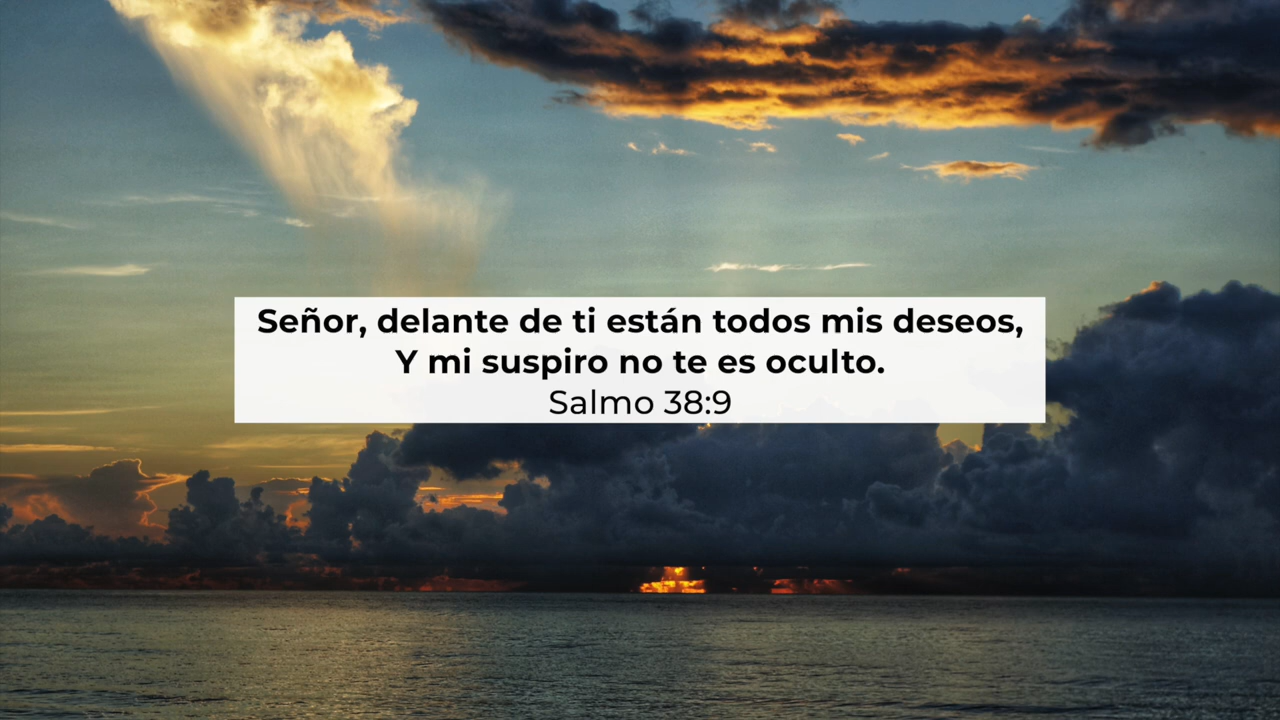 Señor, delante de ti están todos mis deseos,
Y mi suspiro no te es oculto.
Salmo 38:9